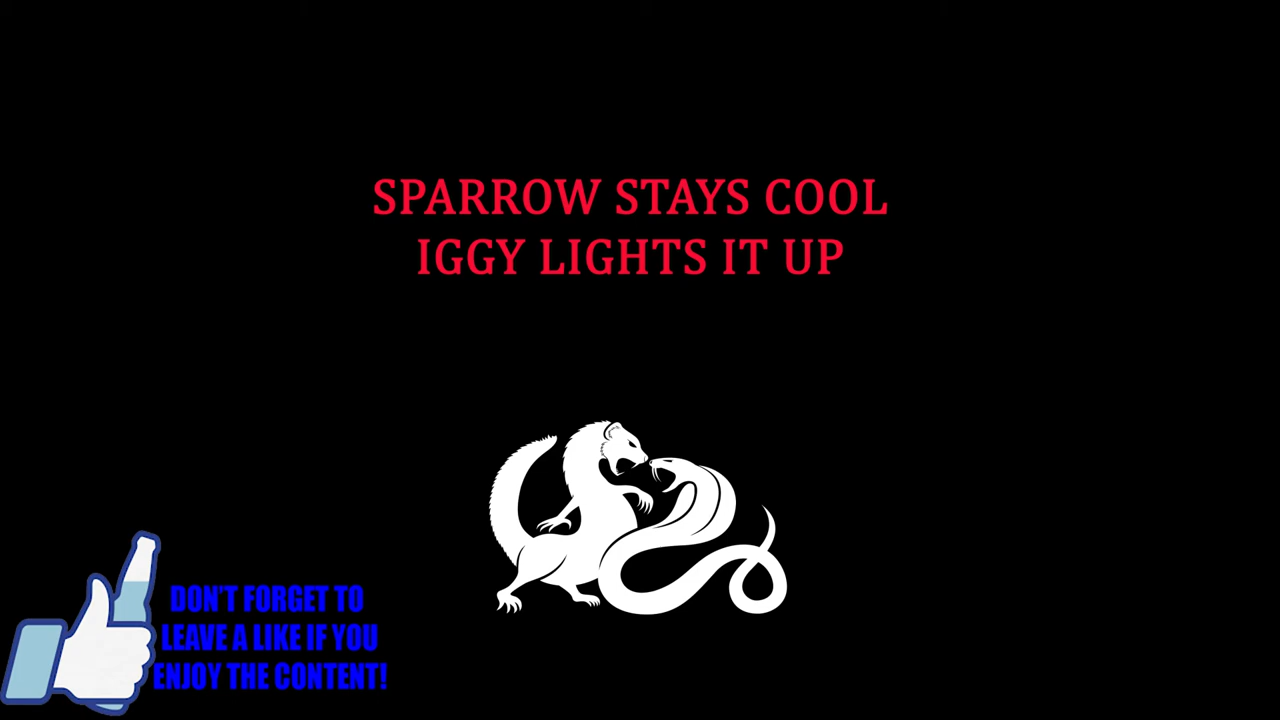 SPARROW STAYS COOL
IGGY LIGHTS IT UP
DON'T FORGET TO
LEAVE A LIKE IF YOU
ENJOY THE CONTENT!